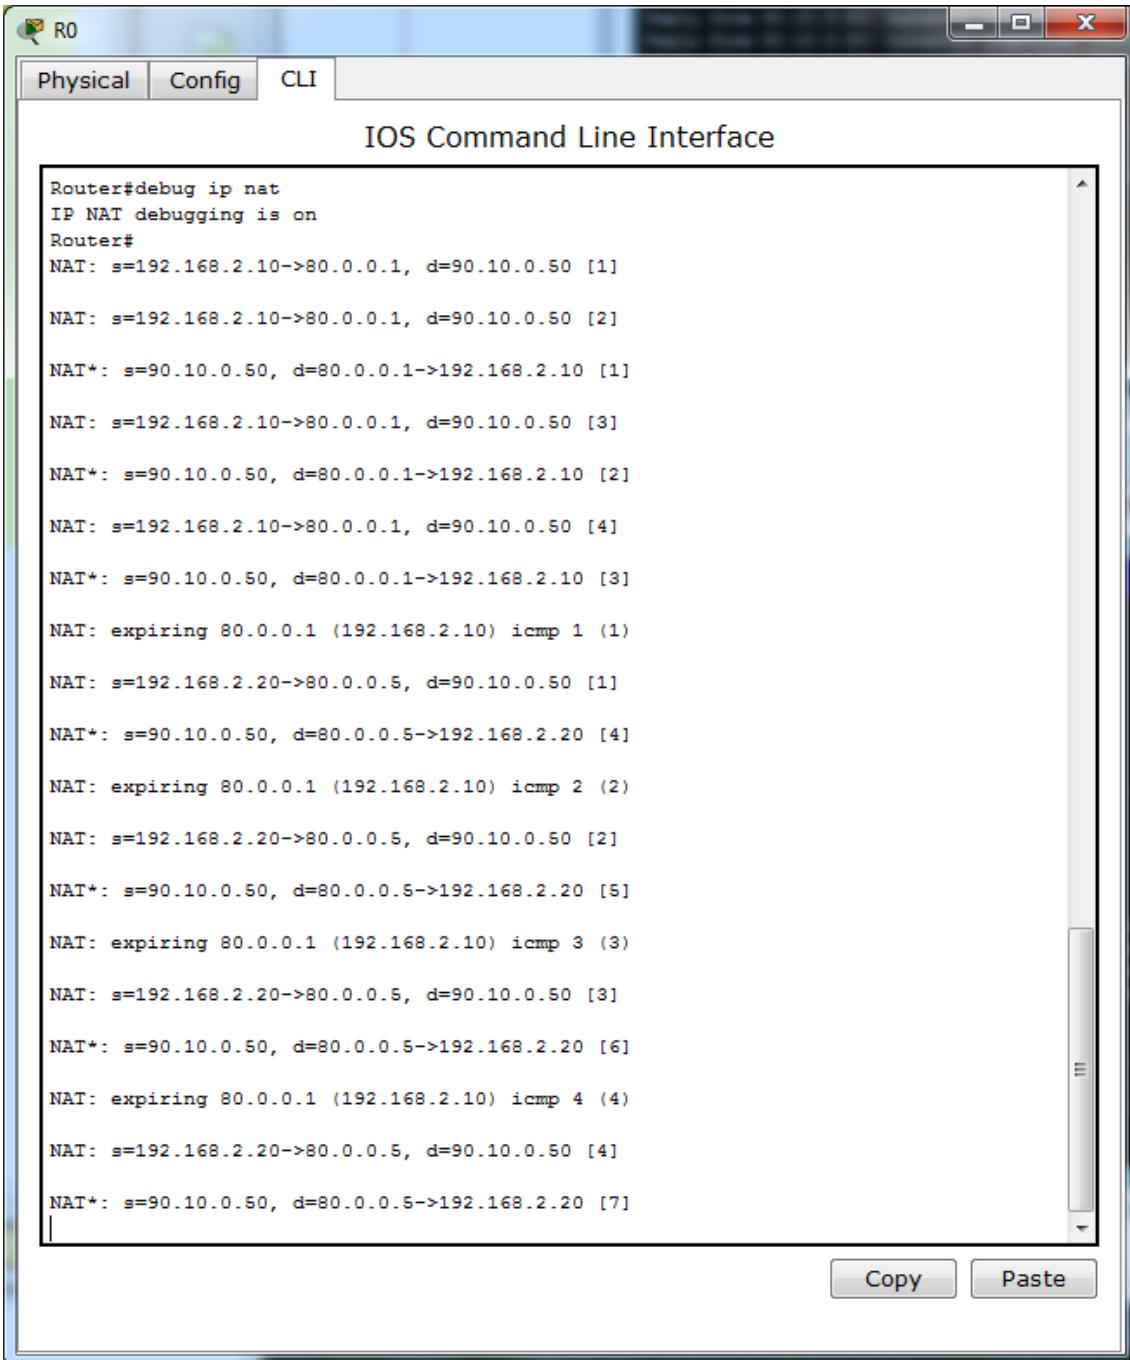 R0
Physical Config CLI
IOS Command Line Interface
Router#debug ip nat
IP NAT debugging is on
Router#
NAT: s=192.168.2.10->80.0.0.1, d=90.10.0.50 [1]
NAT: s=192.168.2.10->80.0.0.1, d=90.10.0.50 [2]
NAT*: s=90.10.0.50, d=80.0.0.1->192.168.2.10 [1]
NAT: s=192.168.2.10->80.0.0.1, d=90.10.0.50 [3]
NAT*: s=90.10.0.50, d=80.0.0.1->192.168.2.10 [2]
NAT: s=192.168.2.10->80.0.0.1, d=90.10.0.50 [4]
NAT*: s=90.10.0.50, d=80.0.0.1->192.168.2.10 [3]
NAT: expiring 80.0.0.1 (192.168.2.10) icmp 1 (1)
NAT: s=192.168.2.20->80.0.0.5, d=90.10.0.50 [1]
NAT*: s=90.10.0.50, d=80.0.0.5->192.168.2.20 [4]
NAT: expiring 80.0.0.1 (192.168.2.10) icmp 2 (2)
NAT: s=192.168.2.20->80.0.0.5, d=90.10.0.50 [2]
NAT*: s=90.10.0.50, d=80.0.0.5->192.168.2.20 [5]
NAT: expiring 80.0.0.1 (192.168.2.10) icmp 3 (3)
NAT: s=192.168.2.20->80.0.0.5, d=90.10.0.50 [3]
NAT*: s=90.10.0.50, d=80.0.0.5->192.168.2.20 [6]
NAT: expiring 80.0.0.1 (192.168.2.10) icmp 4 (4)
NAT: s=192.168.2.20->80.0.0.5, d=90.10.0.50 [4]
NAT*: s=90.10.0.50, d=80.0.0.5->192.168.2.20 [7]
Copy Paste